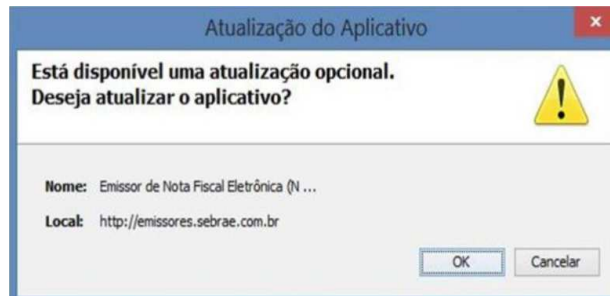 Atualização do Aplicativo
Está disponível uma atualização opcional.
Deseja atualizar o aplicativo?
Nome: Emissor de Nota Fiscal Eletrônica (N ...
Local: http://emissores.sebrae.com.br
OK Cancelar